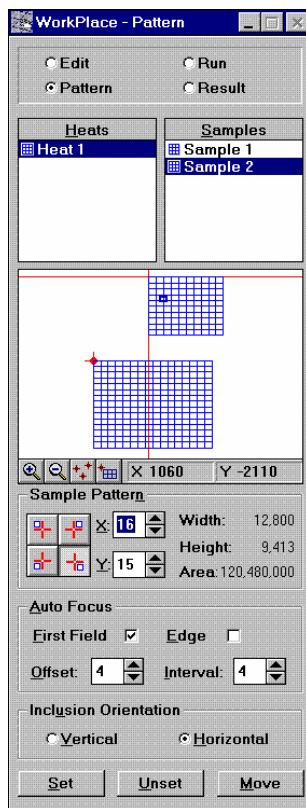 WorkPlace - Pattern
Edit Run
Pattern Result
Heats Samples
Heat 1 Sample 1
Sample 2
X 1060 Y -2110
Sample Pattern
X: 16 Width: 12,800
Height: 9,413
Y: 15 Area: 120,480,000
Auto Focus
First Field Edge
Offset: 4 Interval: 4
Inclusion Orientation
Vertical Horizontal
Set Unset Move